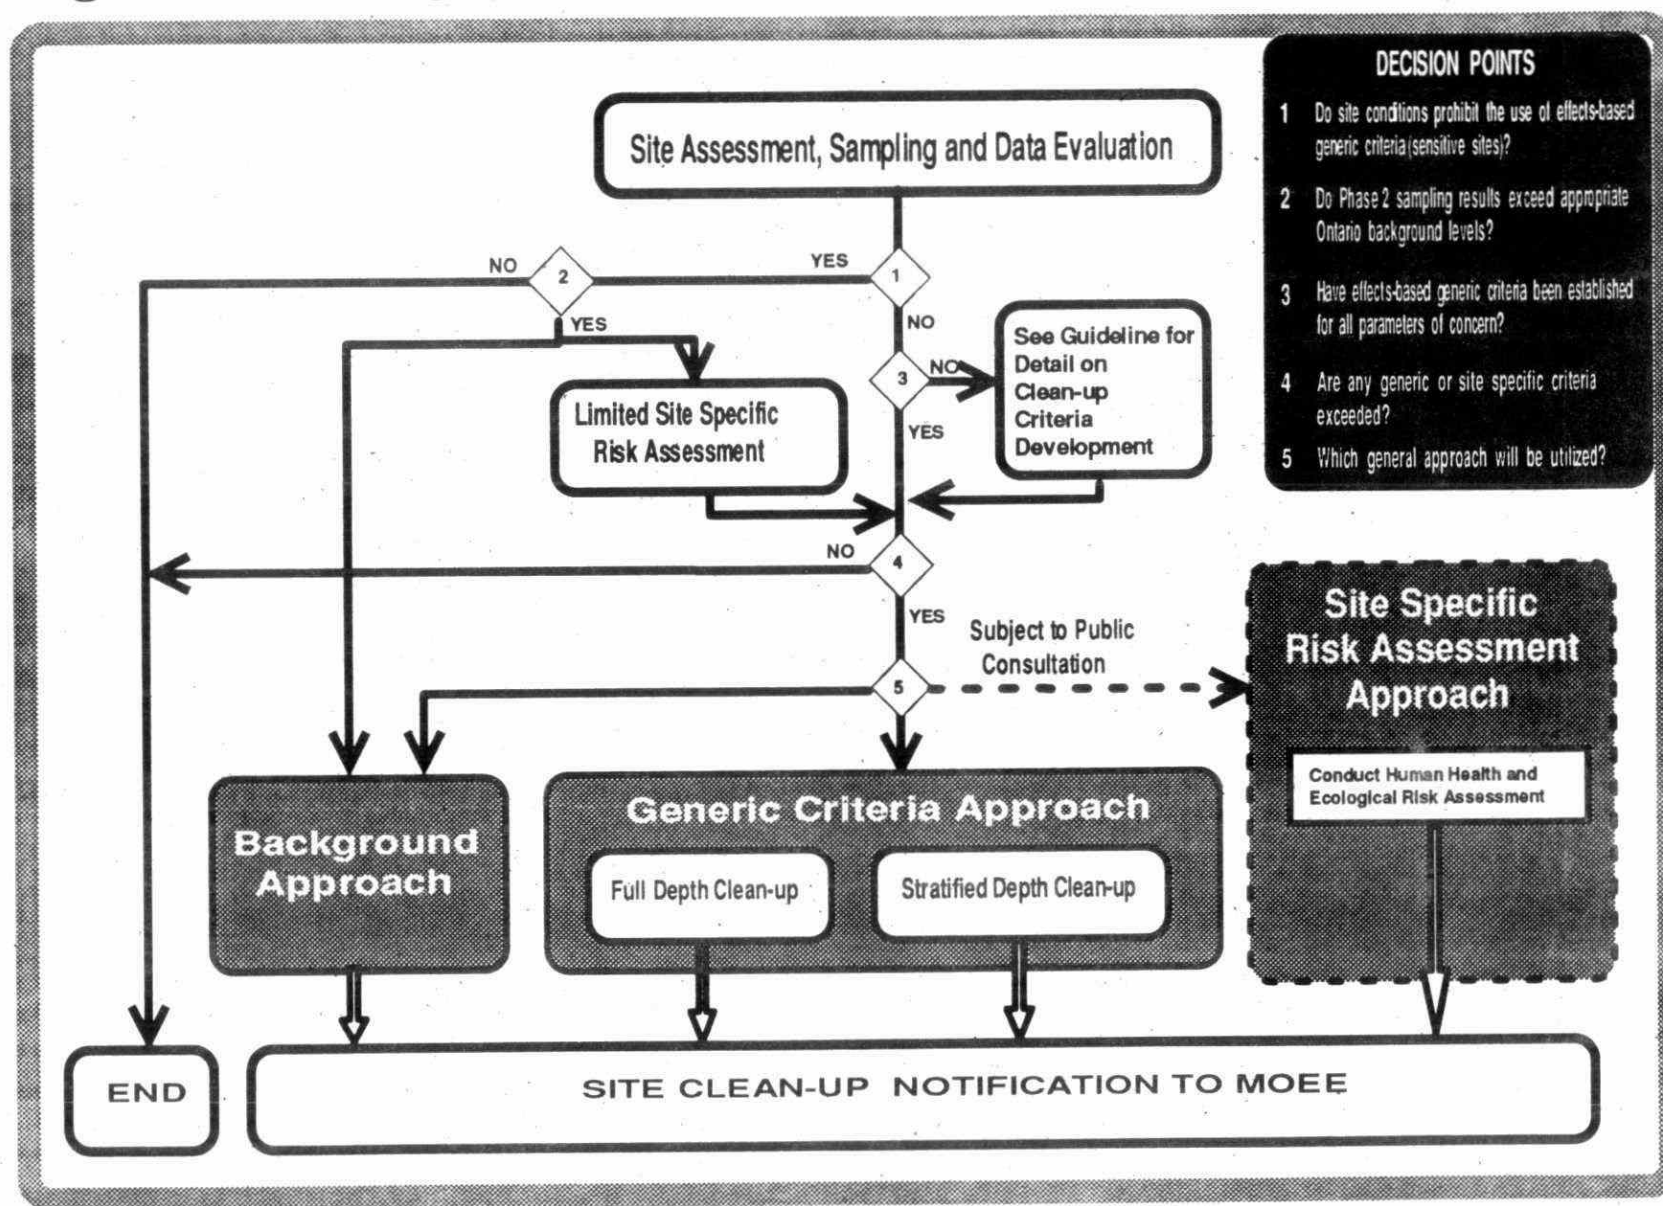 DECISION POINTS
1 Do site conditions prohibit the use of effects-based
generic criteria(sensitive sites)?
2 Do Phase 2 sampling results exceed appropriate
Ontario background levels?
3 Have effects-based generic criteria been established
for all parameters of concern?
4 Are any generic or site specific criteria
exceeded?
5 Which general approach will be utilized?
Site Assessment, Sampling and Data Evaluation
NO
2
YES
1
YES
NO
3
NO
See Guideline for
Detail on
Clean-up
Criteria
Development
Limited Site Specific
Risk Assessment
YES
NO
4
YES
Subject to Public
Consultation
5
Site Specific
Risk Assessment
Approach
Conduct Human Health and
Ecological Risk Assessment
Background
Approach
Generic Criteria Approach
Full Depth Clean-up
Stratified Depth Clean-up
END
SITE CLEAN-UP NOTIFICATION TO MOEE